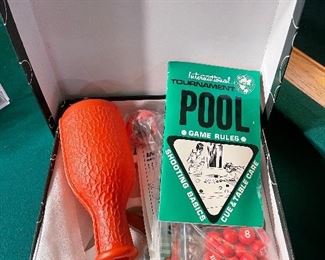 International
TOURNAMENT
POOL
GAME RULES
SHOOTING BASICS
CUE & TABLE CARE
8